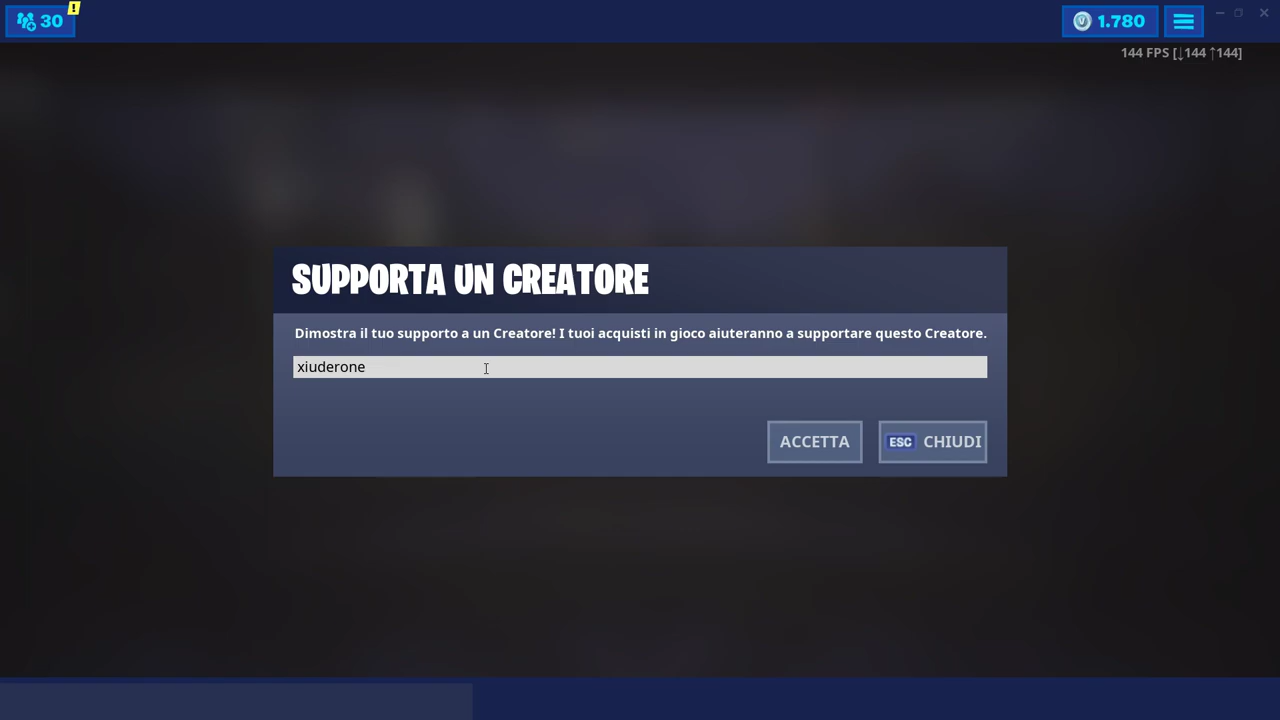 30
!
1.780
144 FPS [↓144 ↑144]
SUPPORTA UN CREATORE
Dimostra il tuo supporto a un Creatore! I tuoi acquisti in gioco aiuteranno a supportare questo Creatore.
xiuderone
ACCETTA
ESC CHIUDI